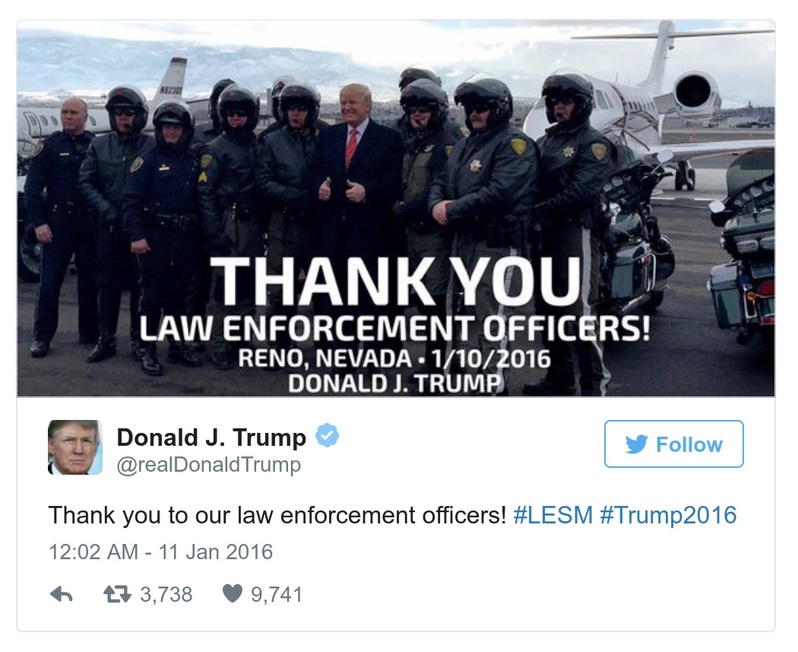 N623QS
THANK YOU
LAW ENFORCEMENT OFFICERS!
RENO, NEVADA • 1/10/2016
DONALD J. TRUMP
Donald J. Trump
@realDonaldTrump
Follow
Thank you to our law enforcement officers! #LESM #Trump2016
12:02 AM - 11 Jan 2016
3,738
9,741